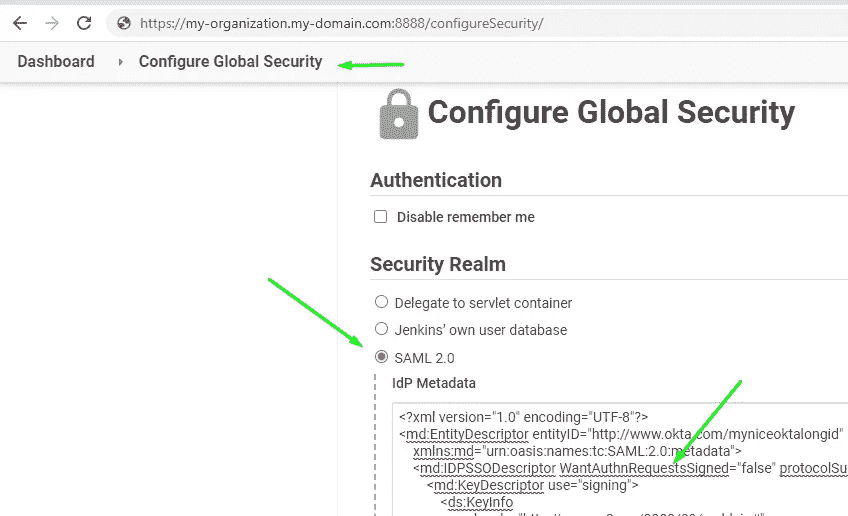 https://my-organization.my-domain.com:8888/configureSecurity/
Dashboard Configure Global Security
Configure Global Security
Authentication
Disable remember me
Security Realm
Delegate to servlet container
Jenkins' own user database
SAML 2.0
IdP Metadata
<?xml version="1.0" encoding="UTF-8"?>
<md:EntityDescriptor entityID="http://www.okta.com/myniceoktalongid"
xmlns:md="urn:oasis:names:tc:SAML:2.0:metadata">
<md:IDPSSODescriptor WantAuthnRequestsSigned="false" protocolSu
<md:KeyDescriptor use="signing">
<ds:KeyInfo